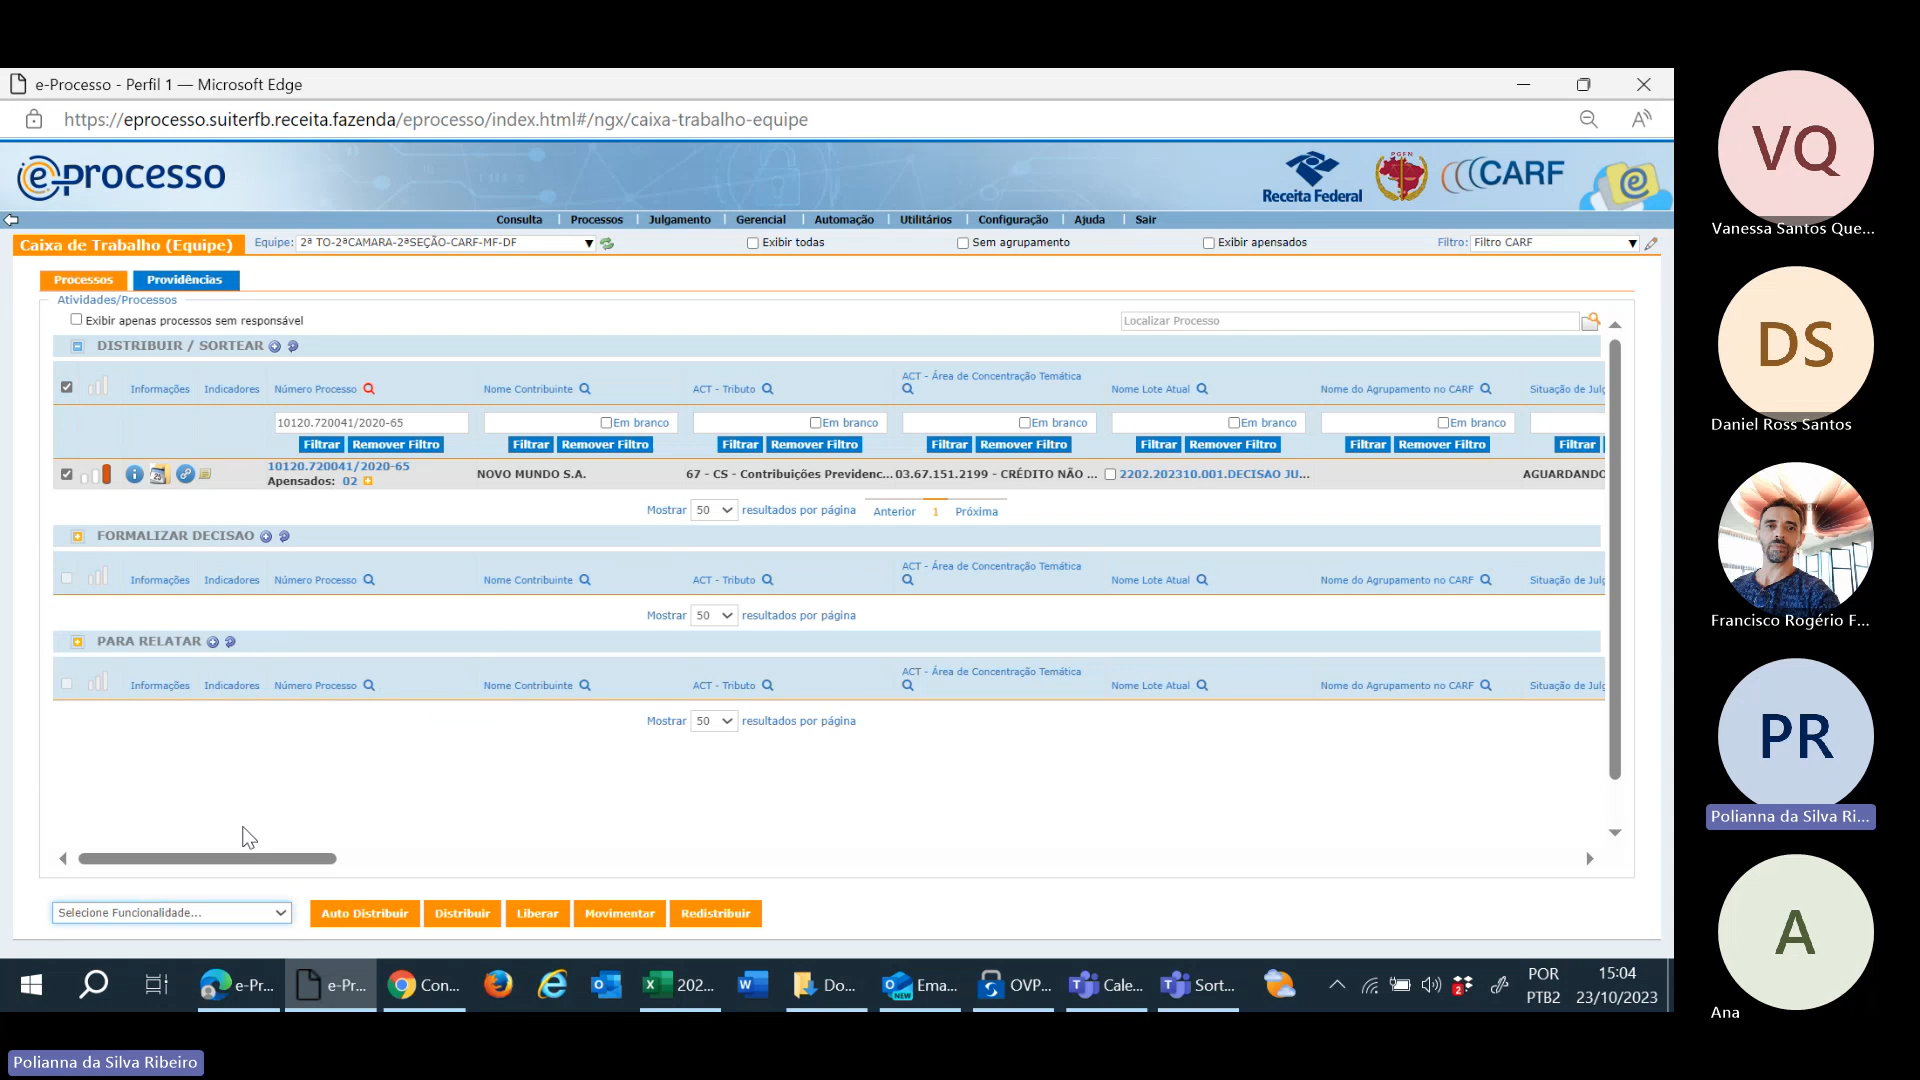 e-Processo - Perfil 1 — Microsoft Edge
https://eprocesso.suiterfb.receita.fazenda/eprocesso/index.html#/ngx/caixa-trabalho-equipe
e-processo
Receita Federal
PGFN
CARF
Consulta Processos Julgamento Gerencial Automação Utilitários Configuração Ajuda Sair
Caixa de Trabalho (Equipe) Equipe: 2ª TO-2ªCAMARA-2ªSEÇÃO-CARF-MF-DF Exibir todas Sem agrupamento Exibir apensados Filtro: Filtro CARF
Processos Providências
Atividades/Processos
Exibir apenas processos sem responsável Localizar Processo
DISTRIBUIR / SORTEAR
Informações Indicadores Número Processo Nome Contribuinte ACT - Tributo ACT - Área de Concentração Temática Nome Lote Atual Nome do Agrupamento no CARF Situação de Julg
10120.720041/2020-65 Em branco Em branco Em branco Em branco Em branco
Filtrar Remover Filtro Filtrar Remover Filtro Filtrar Remover Filtro Filtrar Remover Filtro Filtrar Remover Filtro Filtrar Remover Filtro Filtrar
10120.720041/2020-65 NOVO MUNDO S.A. 67 - CS - Contribuições Previdenc... 03.67.151.2199 - CRÉDITO NÃO ... 2202.202310.001.DECISAO JU... AGUARDANDO
Apensados: 02
Mostrar 50 resultados por página Anterior 1 Próxima
FORMALIZAR DECISAO
Informações Indicadores Número Processo Nome Contribuinte ACT - Tributo ACT - Área de Concentração Temática Nome Lote Atual Nome do Agrupamento no CARF Situação de Julg
Mostrar 50 resultados por página
PARA RELATAR
Informações Indicadores Número Processo Nome Contribuinte ACT - Tributo ACT - Área de Concentração Temática Nome Lote Atual Nome do Agrupamento no CARF Situação de Julg
Mostrar 50 resultados por página
Selecione Funcionalidade... Auto Distribuir Distribuir Liberar Movimentar Redistribuir
e-Pr... e-Pr... Con... 202... Do... Ema... OVP... Cale... Sort... POR 15:04
PTB2 23/10/2023
VQ
Vanessa Santos Que...
DS
Daniel Ross Santos
Francisco Rogério F...
PR
Polianna da Silva Ri...
A
Ana
Polianna da Silva Ribeiro